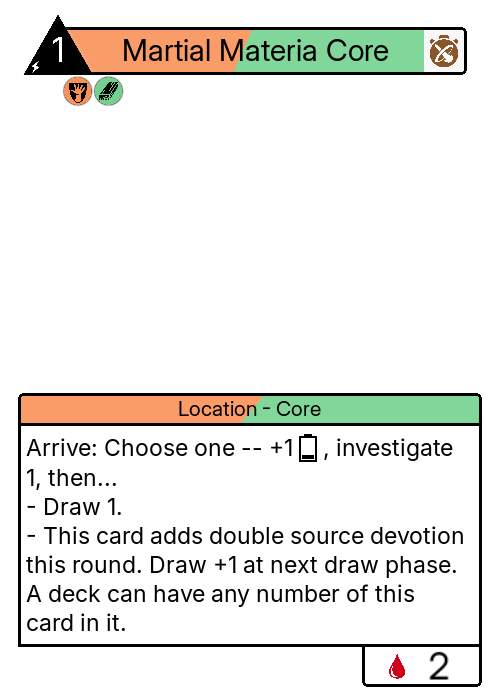 1 Martial Materia Core
Location - Core
Arrive: Choose one -- +1 , investigate
1, then...
- Draw 1.
- This card adds double source devotion
this round. Draw +1 at next draw phase.
A deck can have any number of this
card in it.
2